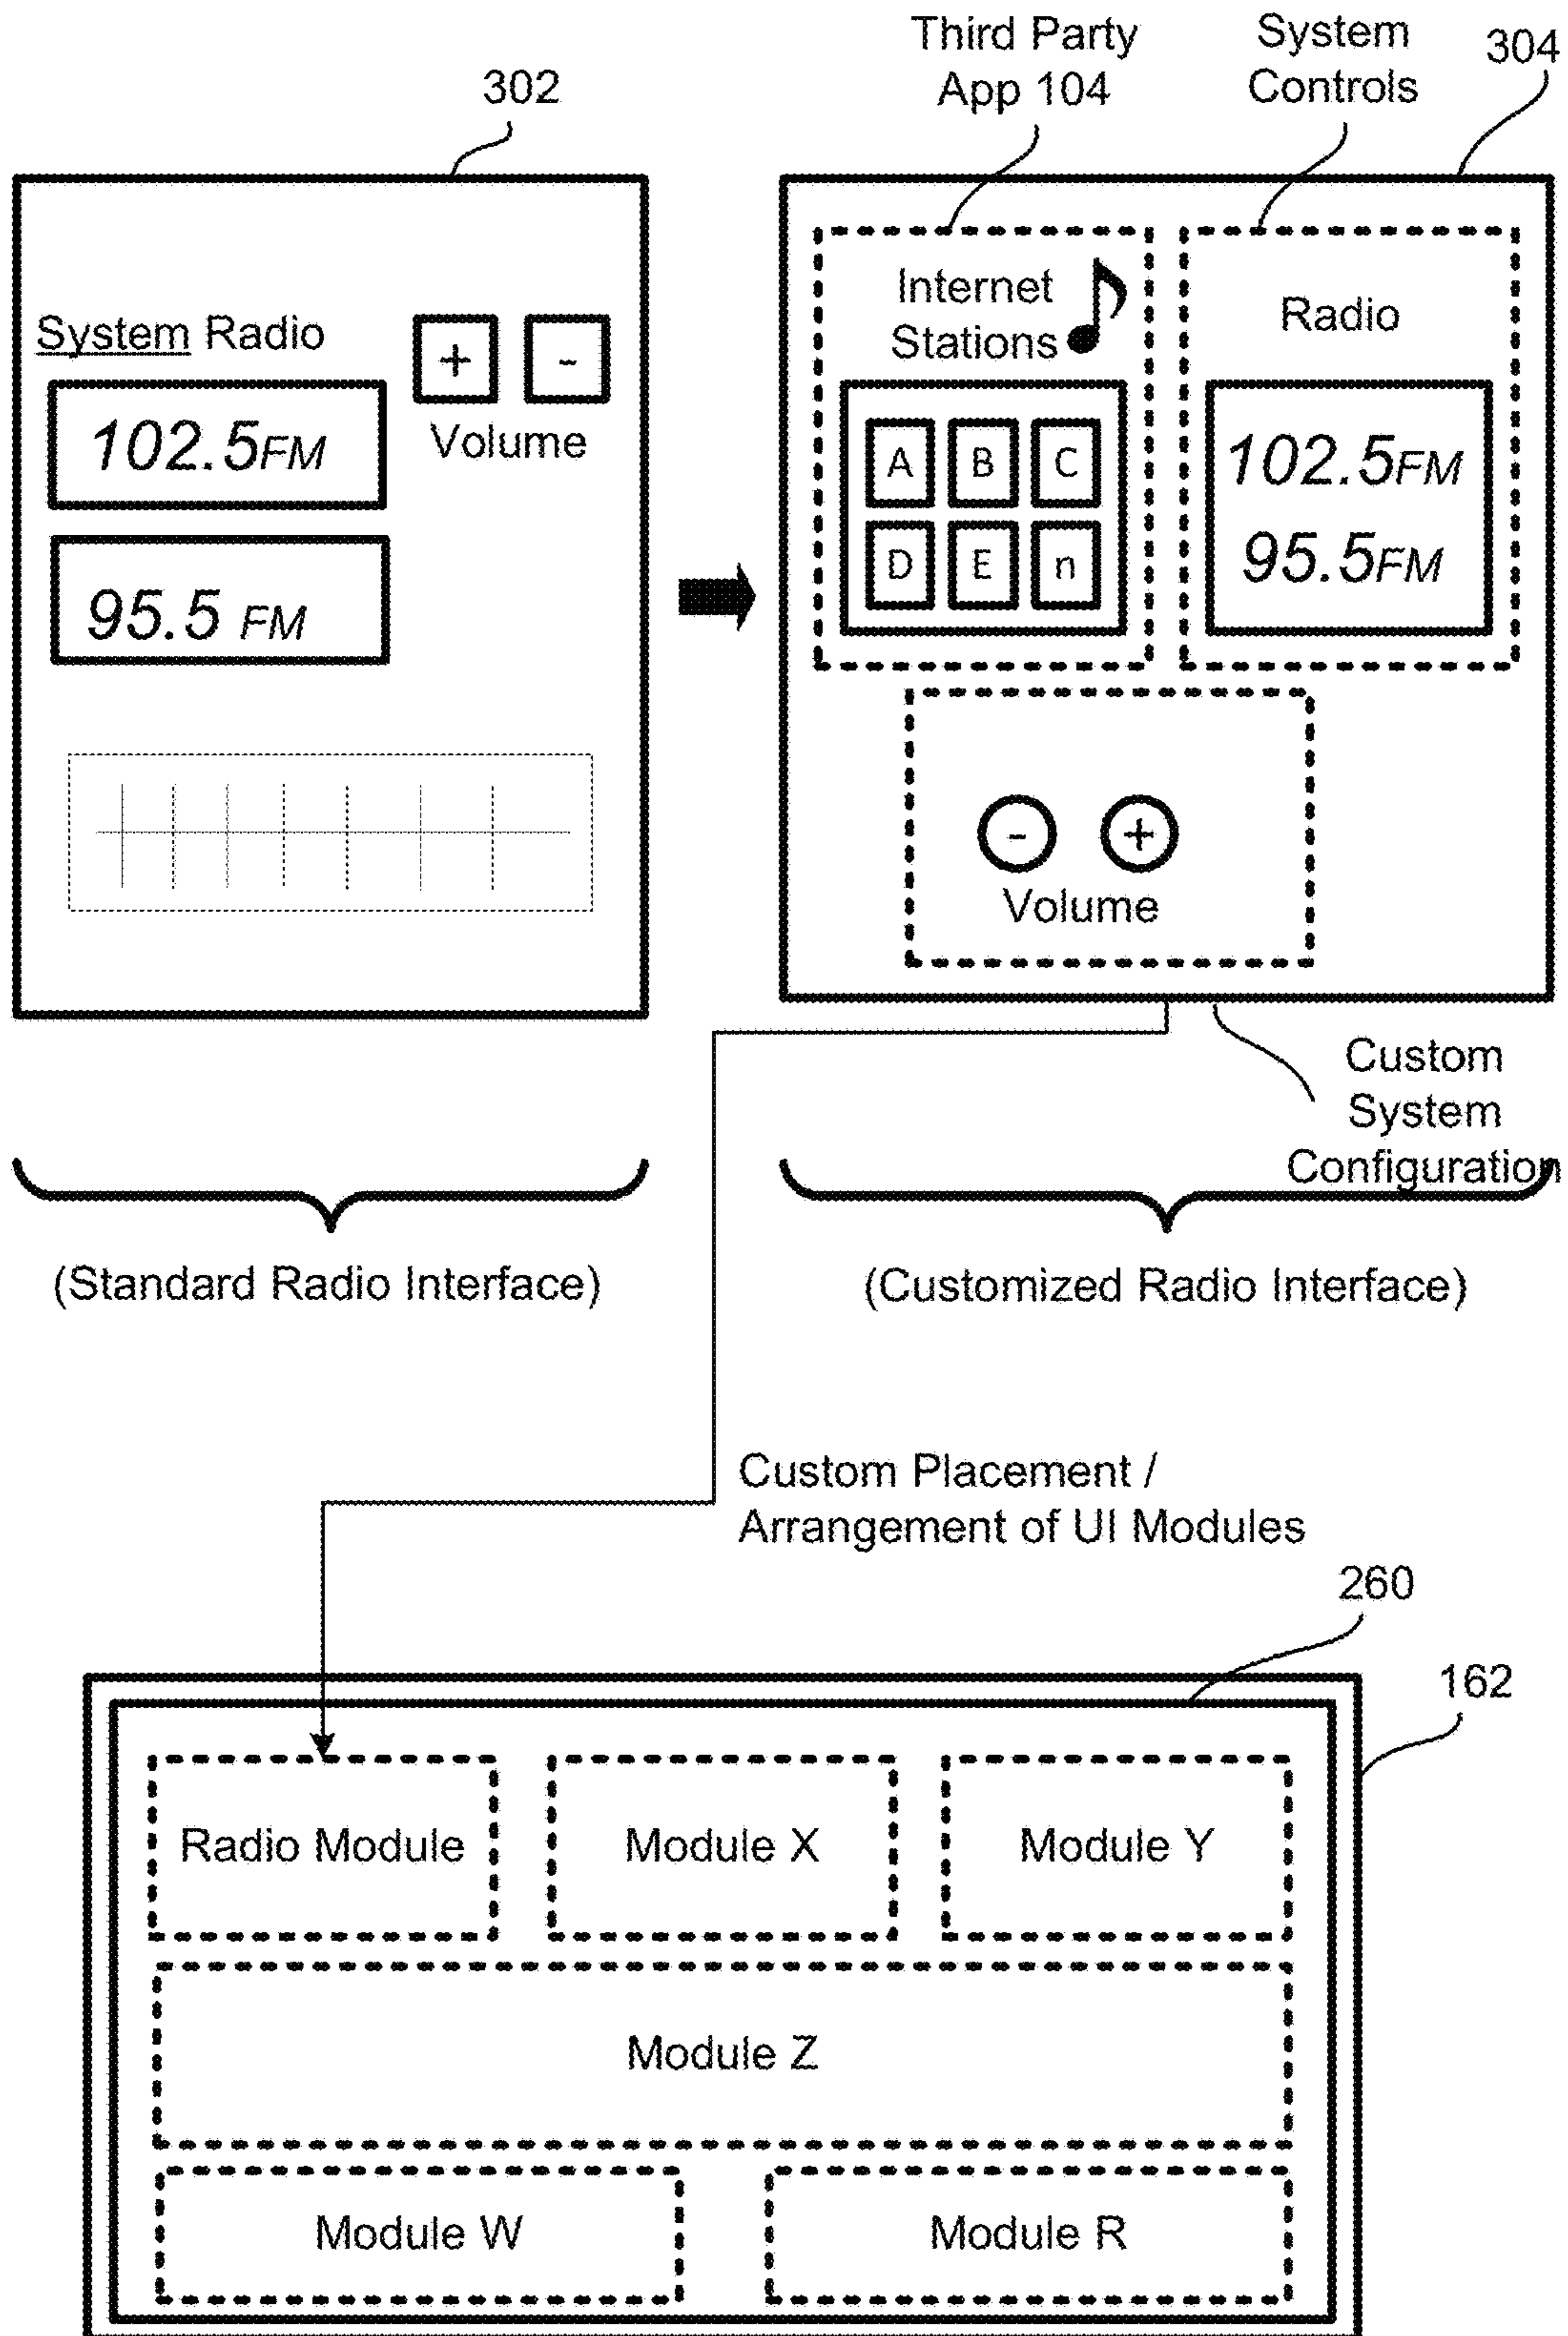 302
Third Party
App 104
System
Controls
304
System Radio
+ -
Volume
102.5FM
95.5 FM
Internet
Stations
A B C
D E n
Radio
102.5FM
95.5FM
- +
Volume
Custom
System
Configuration
(Standard Radio Interface)
(Customized Radio Interface)
Custom Placement /
Arrangement of UI Modules
260
162
Radio Module
Module X
Module Y
Module Z
Module W
Module R